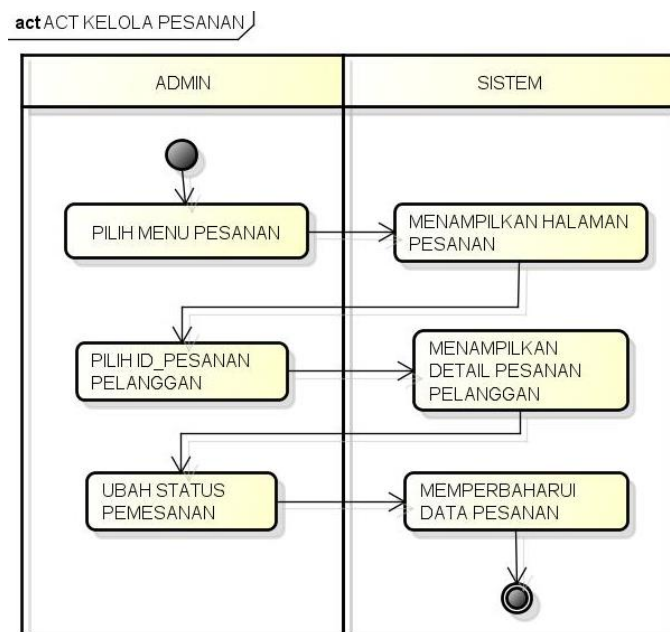 act ACT KELOLA PESANAN
ADMIN
SISTEM
PILIH MENU PESANAN
MENAMPILKAN HALAMAN
PESANAN
PILIH ID_PESANAN
PELANGGAN
MENAMPILKAN
DETAIL PESANAN
PELANGGAN
UBAH STATUS
PEMESANAN
MEMPERBAHARUI
DATA PESANAN